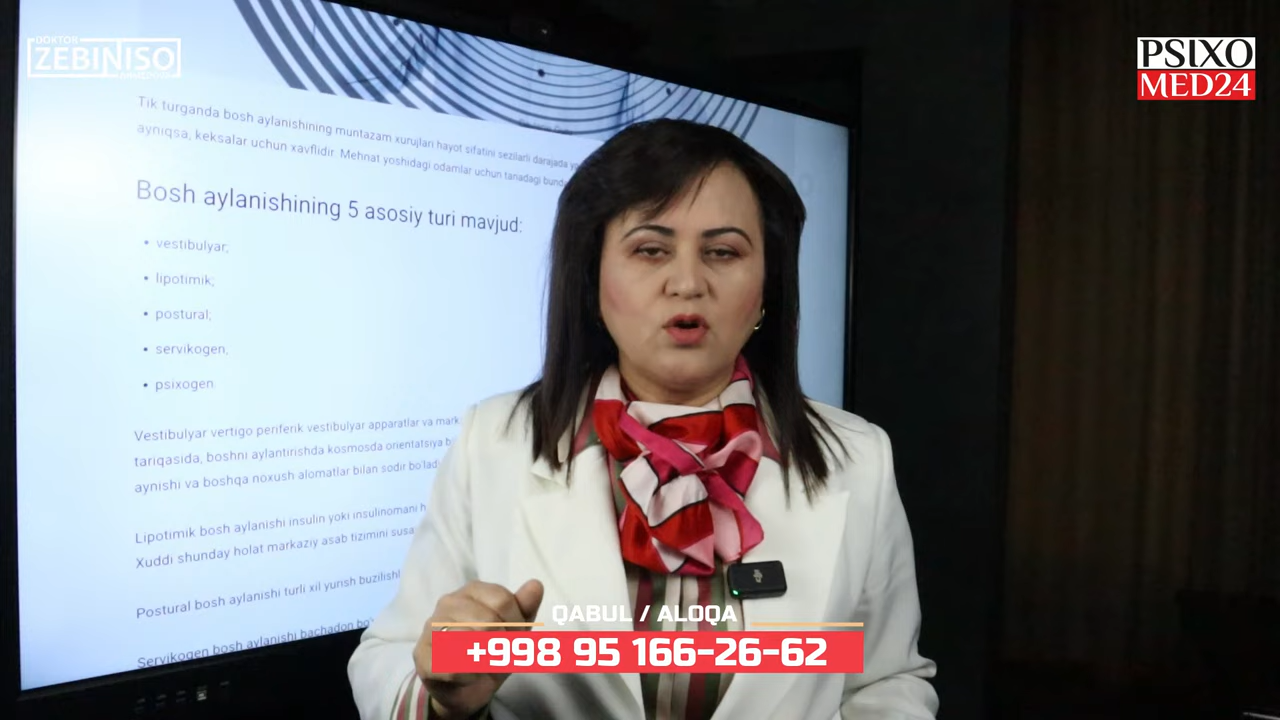 DOKTOR
ZEBINISO
PSIXO
MED24
Tik turganda bosh aylanishining muntazam xurujlari hayot sifatini sezilarli darajada
ayniqsa, keksalar uchun xavflidir. Mehnat yoshidagi odamlar uchun tanadagi
Bosh aylanishining 5 asosiy turi mavjud:
• vestibulyar;
• lipotimik;
• postural;
• servikogen,
• psixogen.
Vestibulyar vertigo periferik vestibulyar apparatlar va
tariqasida, boshni aylantirishda kosmosda orientatsiya
aynishi va boshqa noxush alomatlar bilan sodir
Lipotimik bosh aylanishi insulin yoki insulinomani
Xuddi shunday holat markaziy asab tizimini
Postural bosh aylanishi turli xil yurish
Servikogen bosh aylanishi bachadon
QABUL / ALOQA
+998 95 166-26-62